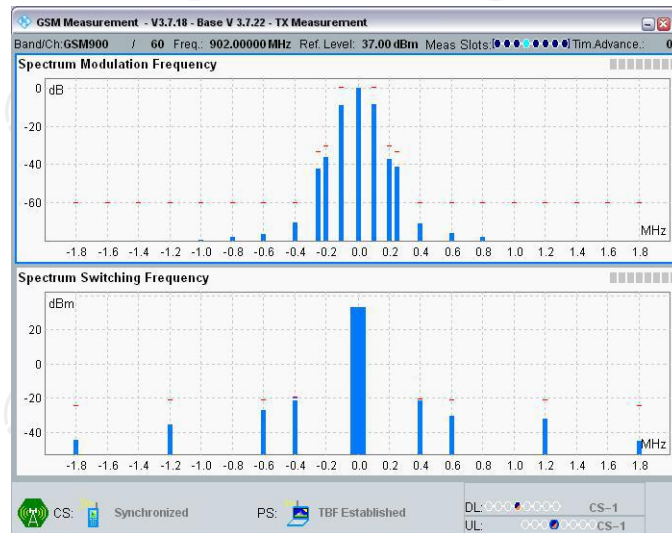 GSM Measurement - V3.7.18 - Base V 3.7.22 - TX Measurement
Band/Ch:GSM900 / 60 Freq.: 902.00000 MHz Ref. Level: 37.00 dBm Meas Slots: Tim.Advance.: 0
Spectrum Modulation Frequency
dB
0
-20
-40
-60
MHz
-1.8 -1.6 -1.4 -1.2 -1.0 -0.8 -0.6 -0.4 -0.2 0.0 0.2 0.4 0.6 0.8 1.0 1.2 1.4 1.6 1.8
Spectrum Switching Frequency
dBm
20
0
-20
-40
MHz
-1.8 -1.6 -1.4 -1.2 -1.0 -0.8 -0.6 -0.4 -0.2 0.0 0.2 0.4 0.6 0.8 1.0 1.2 1.4 1.6 1.8
CS: Synchronized PS: TBF Established DL: CS-1
UL: CS-1